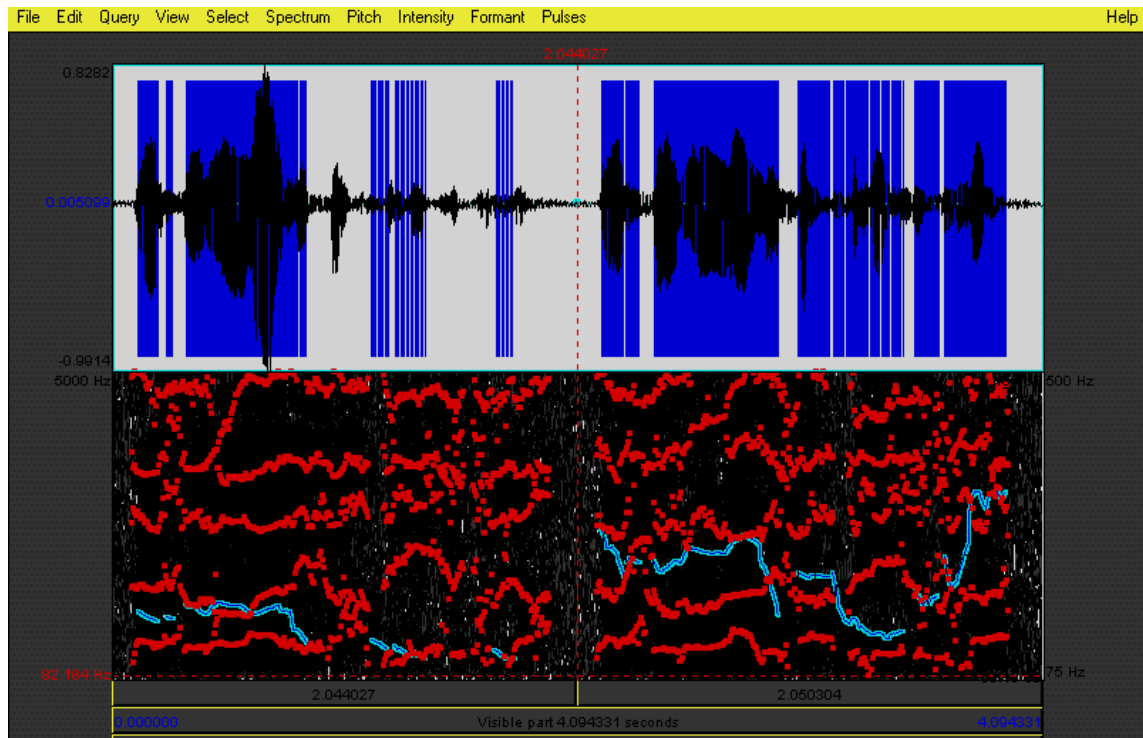 File Edit Query View Select Spectrum Pitch Intensity Formant Pulses Help
2.044027
0.8282
0.005099
-0.9914
5000 Hz
500 Hz
82.184 Hz
75 Hz
2.044027 2.050304
0.000000 Visible part 4.094331 seconds 4.094331